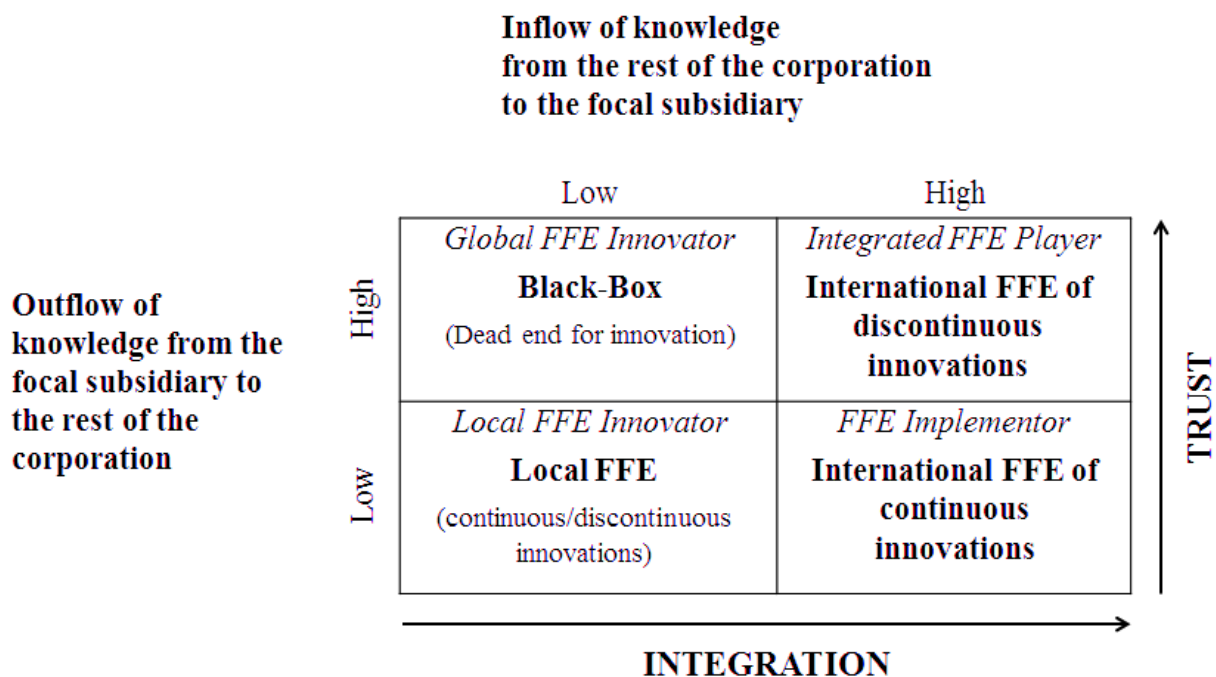 Inflow of knowledge
from the rest of the corporation
to the focal subsidiary
Low
High
Outflow of
knowledge from the
focal subsidiary to
the rest of the
corporation
High
Global FFE Innovator
Black-Box
(Dead end for innovation)
Integrated FFE Player
International FFE of
discontinuous
innovations
Low
Local FFE Innovator
Local FFE
(continuous/discontinuous
innovations)
FFE Implementor
International FFE of
continuous
innovations
TRUST
INTEGRATION